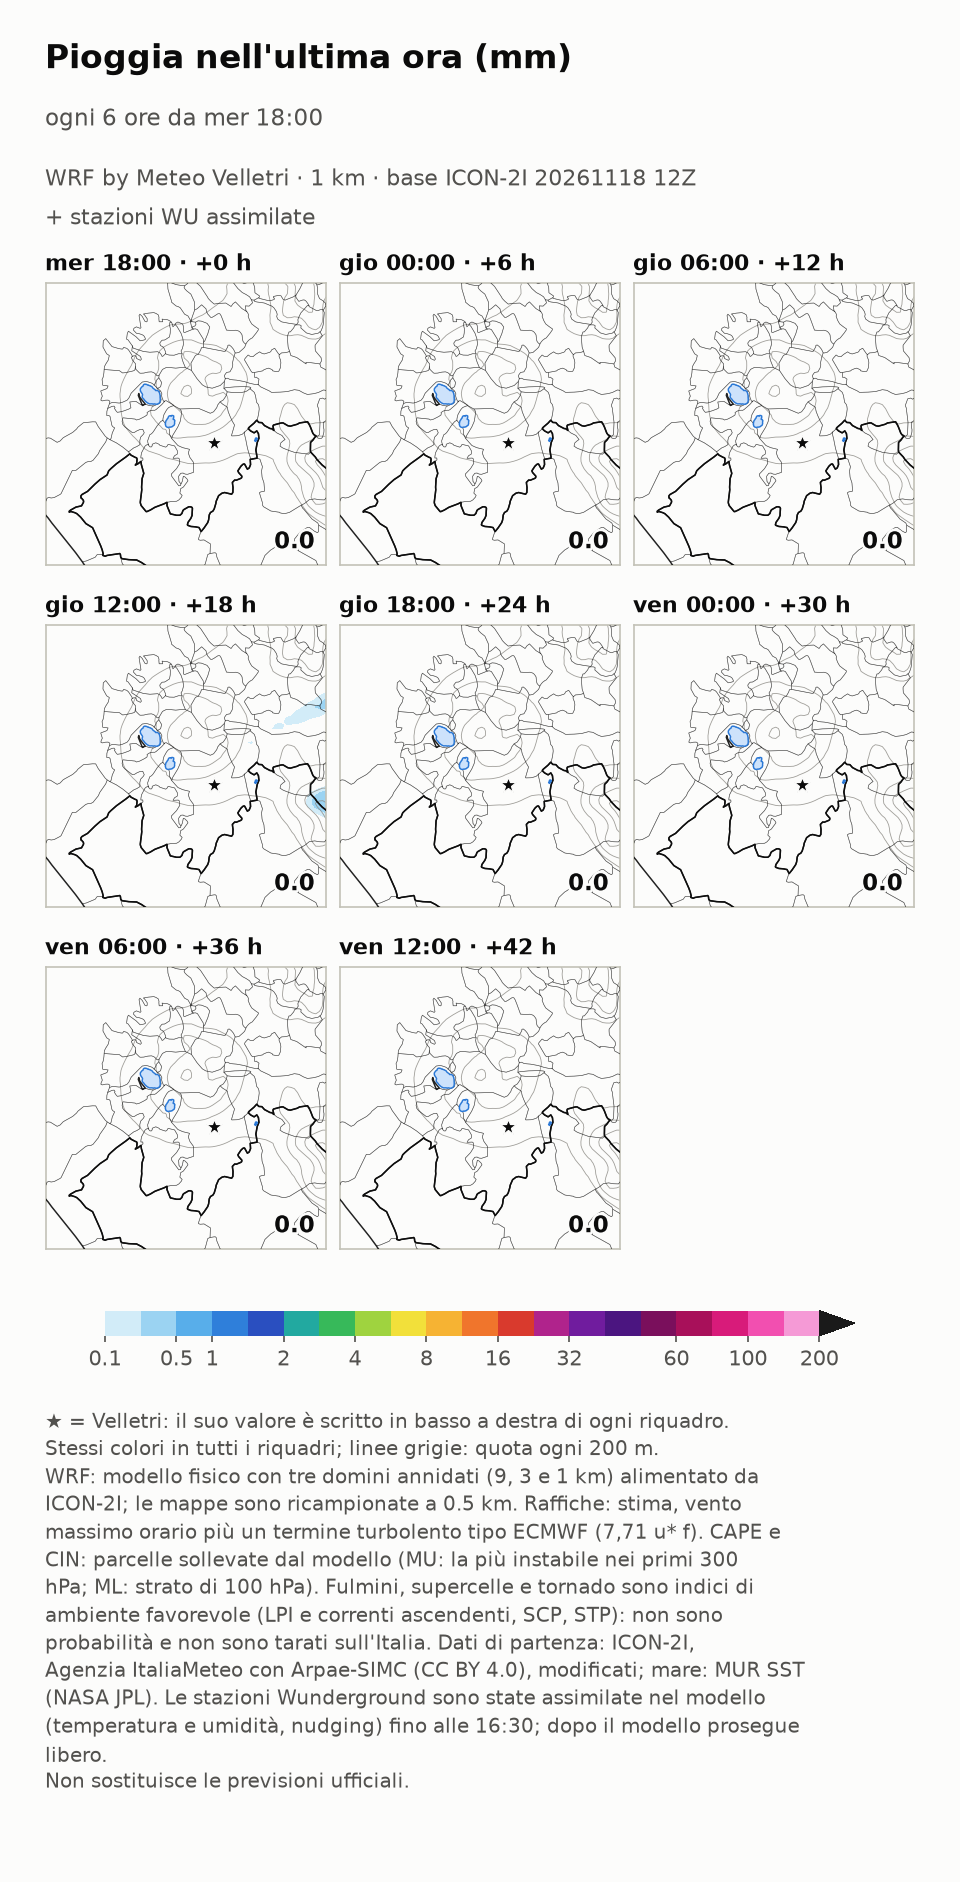 Pioggia nell'ultima ora (mm)
ogni 6 ore da mer 18:00
WRF by Meteo Velletri · 1 km · base ICON-2I 20261118 12Z
+ stazioni WU assimilate
mer 18:00 · +0 h
gio 00:00 · +6 h
gio 06:00 · +12 h
0.0
0.0
0.0
gio 12:00 · +18 h
gio 18:00 · +24 h
ven 00:00 · +30 h
0.0
0.0
0.0
ven 06:00 · +36 h
ven 12:00 · +42 h
0.0
0.0
0.1 0.5 1 2 4 8 16 32 60 100 200
★ = Velletri: il suo valore è scritto in basso a destra di ogni riquadro.
Stessi colori in tutti i riquadri; linee grigie: quota ogni 200 m.
WRF: modello fisico con tre domini annidati (9, 3 e 1 km) alimentato da
ICON-2I; le mappe sono ricampionate a 0.5 km. Raffiche: stima, vento
massimo orario più un termine turbolento tipo ECMWF (7,71 u* f). CAPE e
CIN: parcelle sollevate dal modello (MU: la più instabile nei primi 300
hPa; ML: strato di 100 hPa). Fulmini, supercelle e tornado sono indici di
ambiente favorevole (LPI e correnti ascendenti, SCP, STP): non sono
probabilità e non sono tarati sull'Italia. Dati di partenza: ICON-2I,
Agenzia ItaliaMeteo con Arpae-SIMC (CC BY 4.0), modificati; mare: MUR SST
(NASA JPL). Le stazioni Wunderground sono state assimilate nel modello
(temperatura e umidità, nudging) fino alle 16:30; dopo il modello prosegue
libero.
Non sostituisce le previsioni ufficiali.